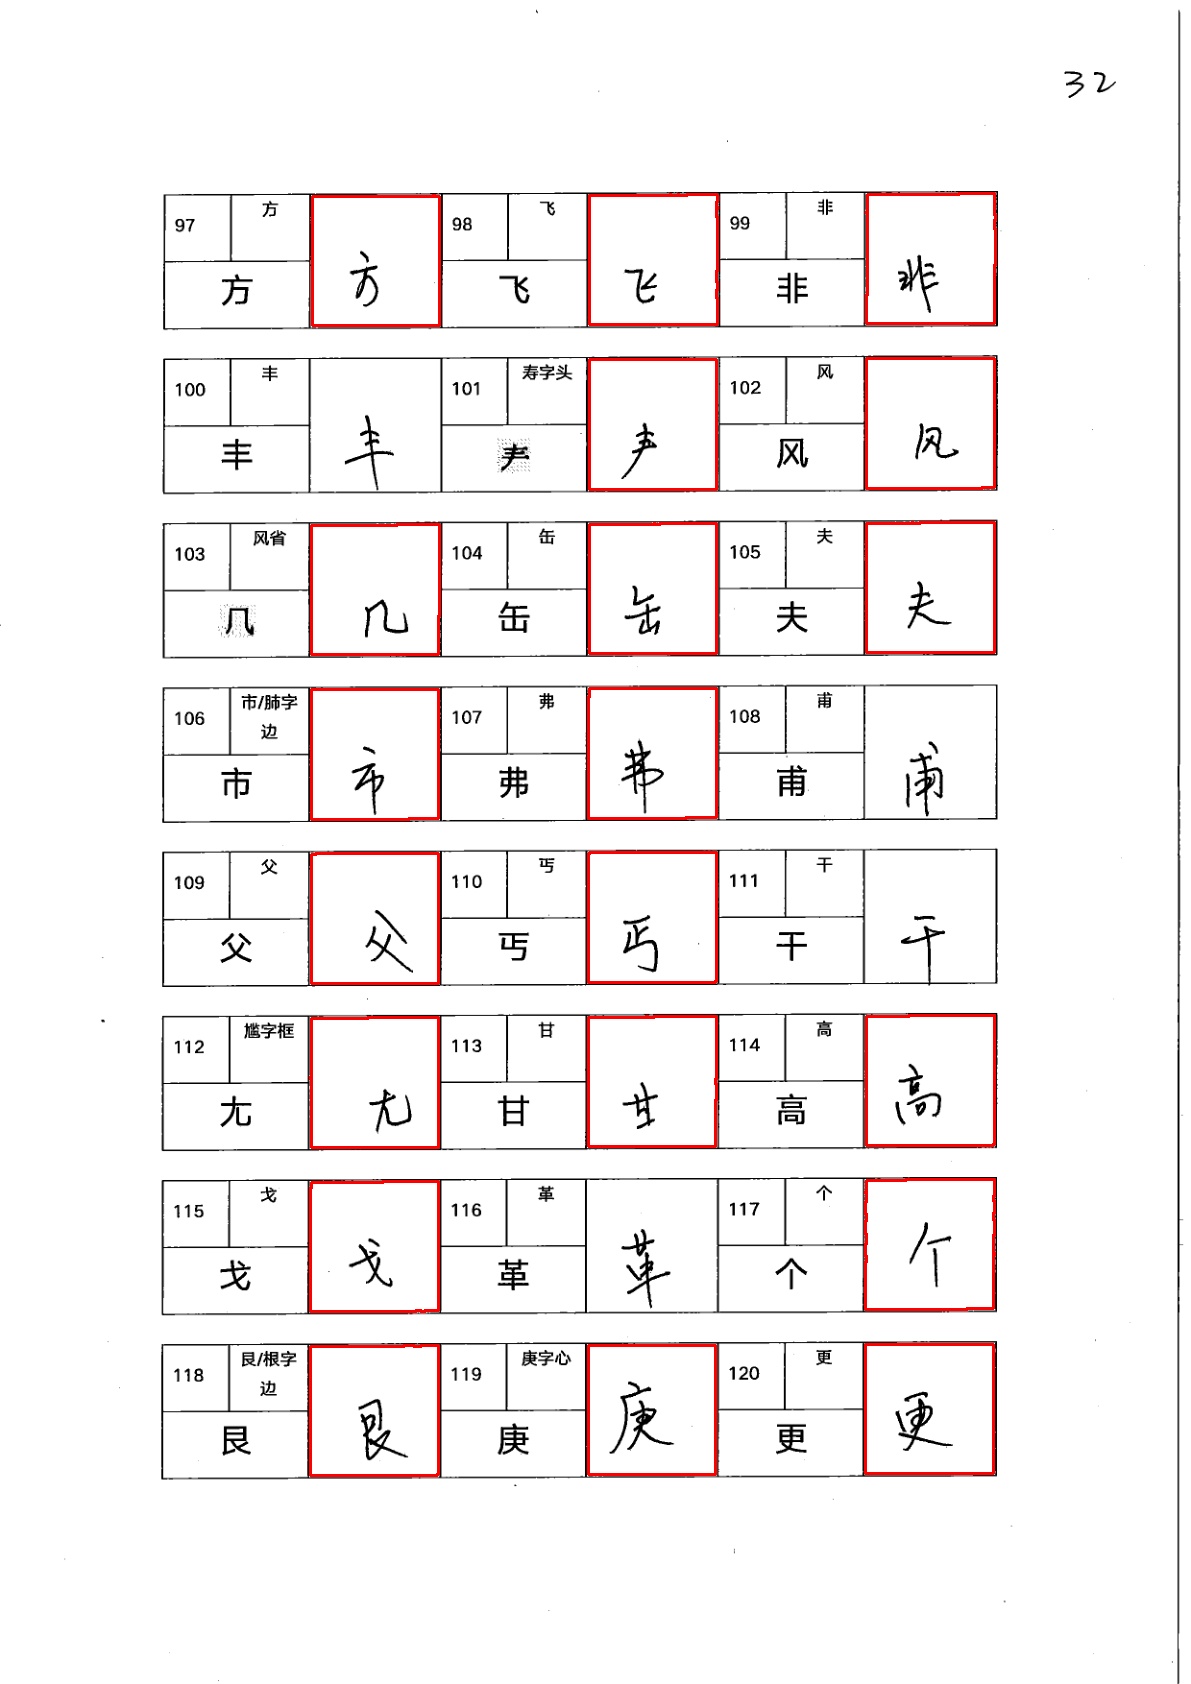 32
97 方 方 方 98 飞 飞 飞 99 非 非 非
100 丰 丰 丰 101 寿字头 𡗗 102 风 风 风
103 风省 几 几 104 缶 缶 缶 105 夫 夫 夫
106 市/肺字边 市 市 107 弗 弗 弗 108 甫 甫 甫
109 父 父 父 110 丐 丐 丐 111 干 干 干
112 尴字框 尢 尢 113 甘 甘 甘 114 高 高 高
115 戈 戈 戈 116 革 革 革 117 个 个 个
118 艮/根字边 艮 艮 119 庚字心 庚 庚 120 更 更 更